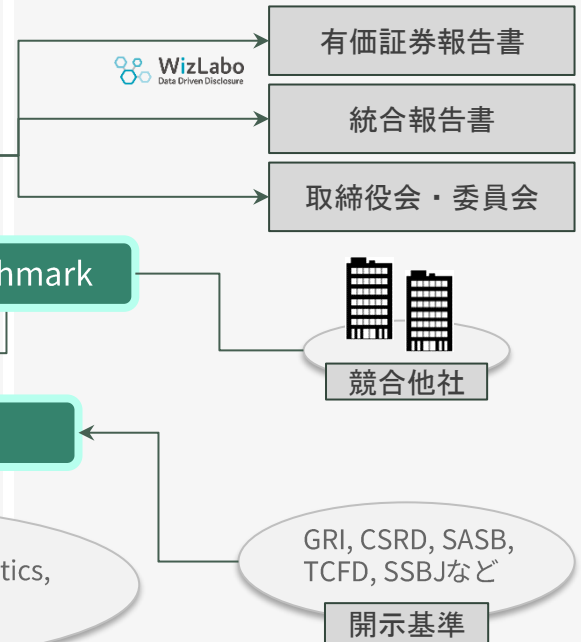 有価証券報告書
WizLabo
Data Driven Disclosure
統合報告書
取締役会・委員会
hmark
競合他社
GRI, CSRD, SASB,
TCFD, SSBJなど
tics,
開示基準